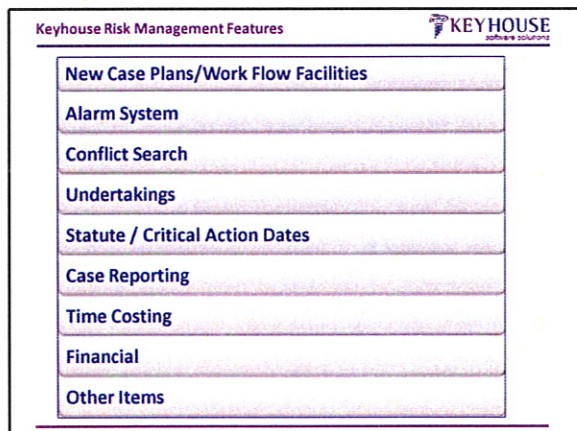 Keyhouse Risk Management Features
KEYHOUSE
software solutions
New Case Plans/Work Flow Facilities
Alarm System
Conflict Search
Undertakings
Statute / Critical Action Dates
Case Reporting
Time Costing
Financial
Other Items